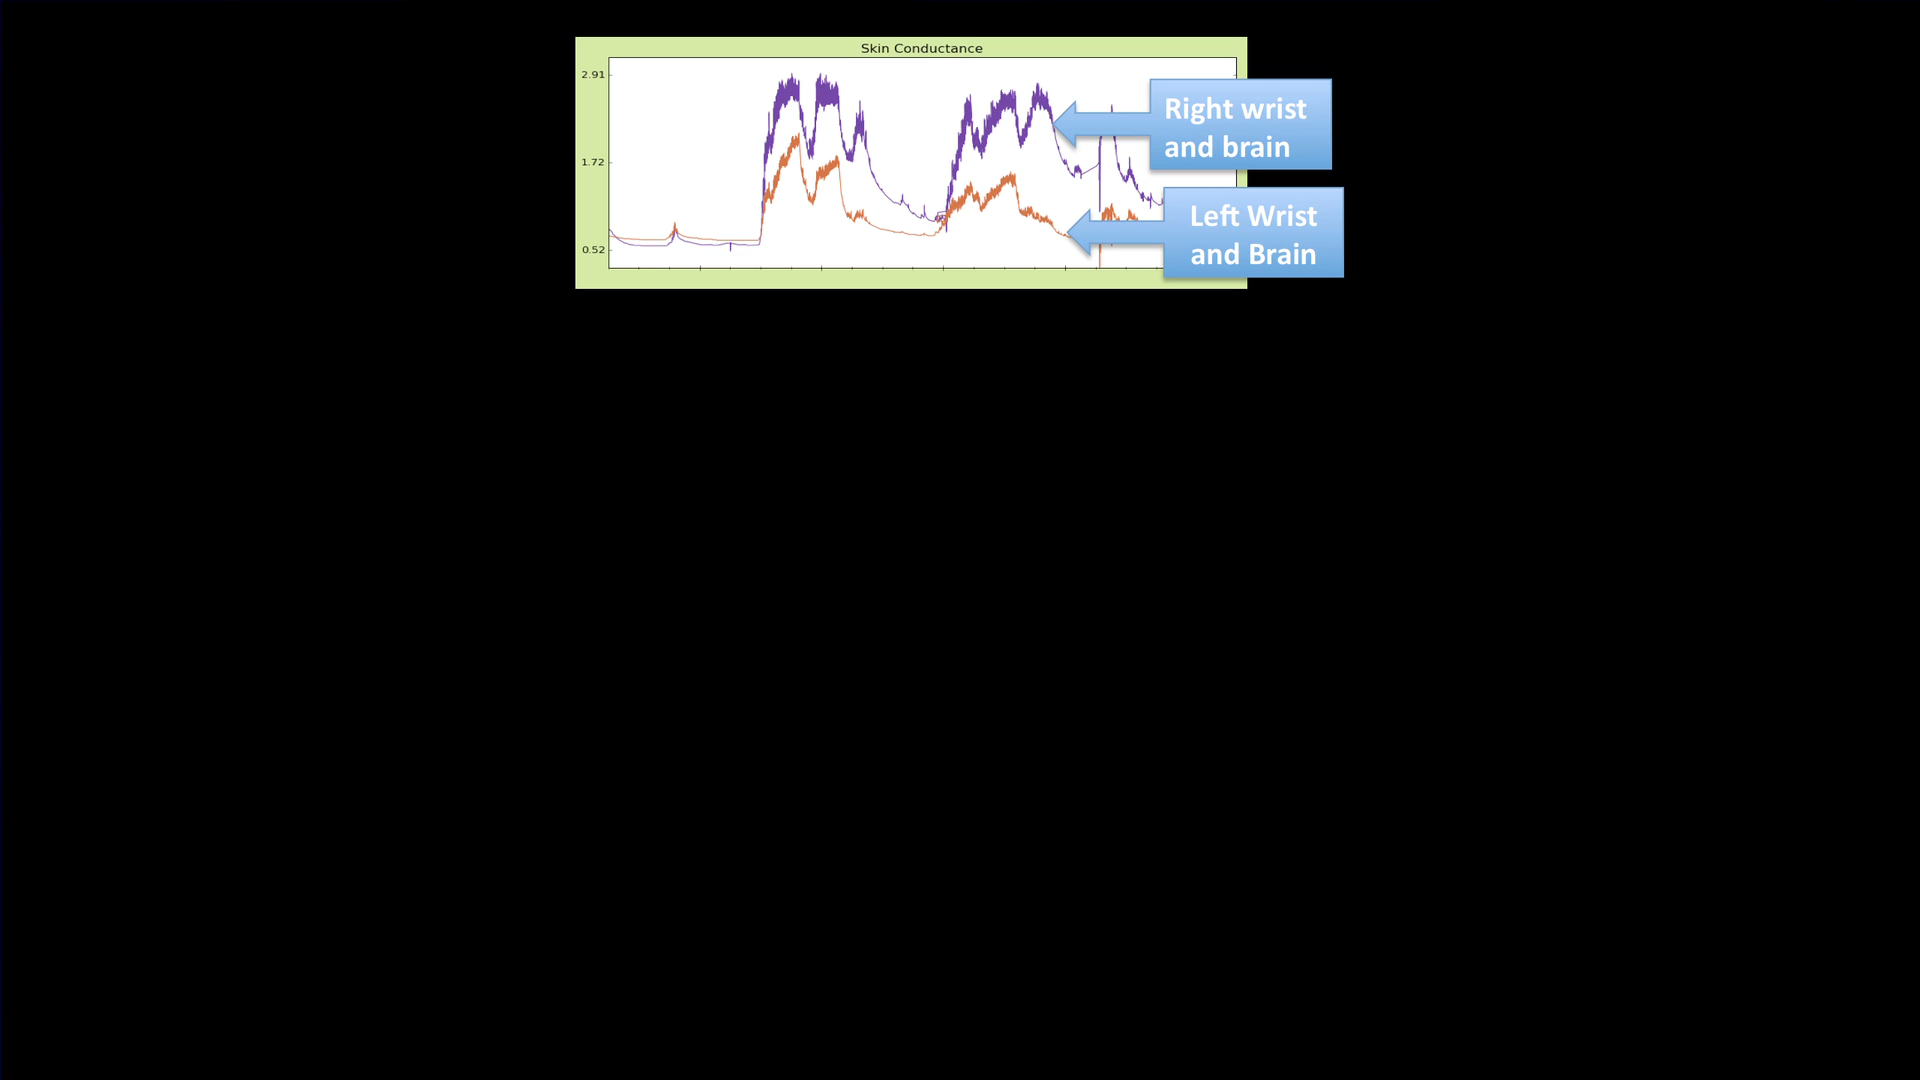 Skin Conductance
2.91
Right wrist
and brain
1.72
Left Wrist
and Brain
0.52